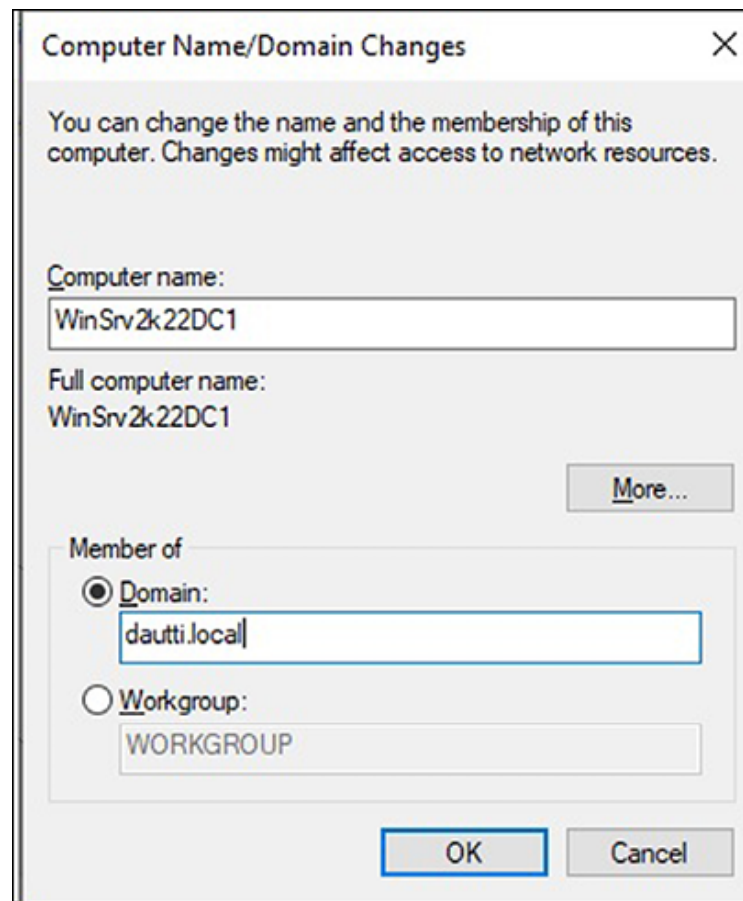 Computer Name/Domain Changes
You can change the name and the membership of this
computer. Changes might affect access to network resources.
Computer name:
WinSrv2k22DC1
Full computer name:
WinSrv2k22DC1
More...
Member of
Domain:
dautti.local
Workgroup:
WORKGROUP
OK
Cancel